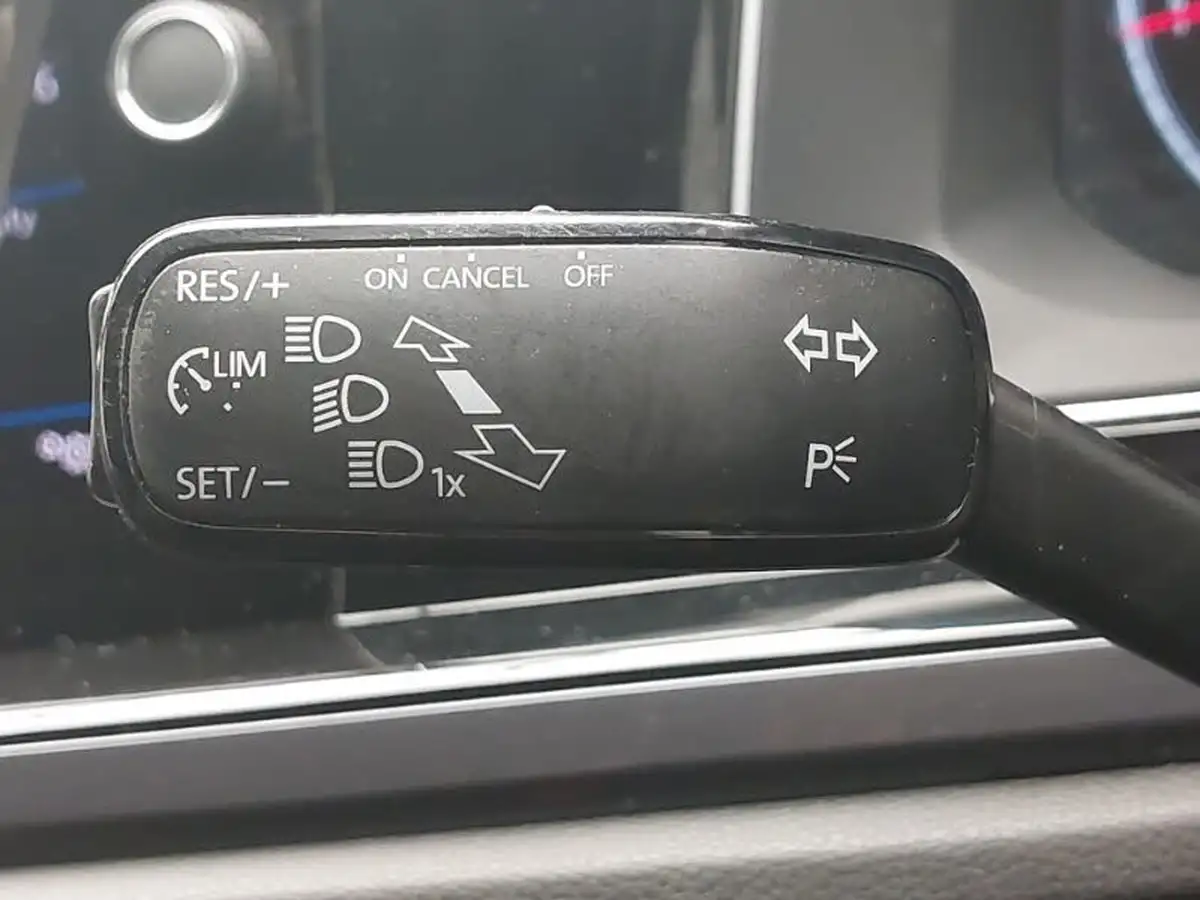 RES/+ ON CANCEL OFF
LIM
SET/−
1x
P